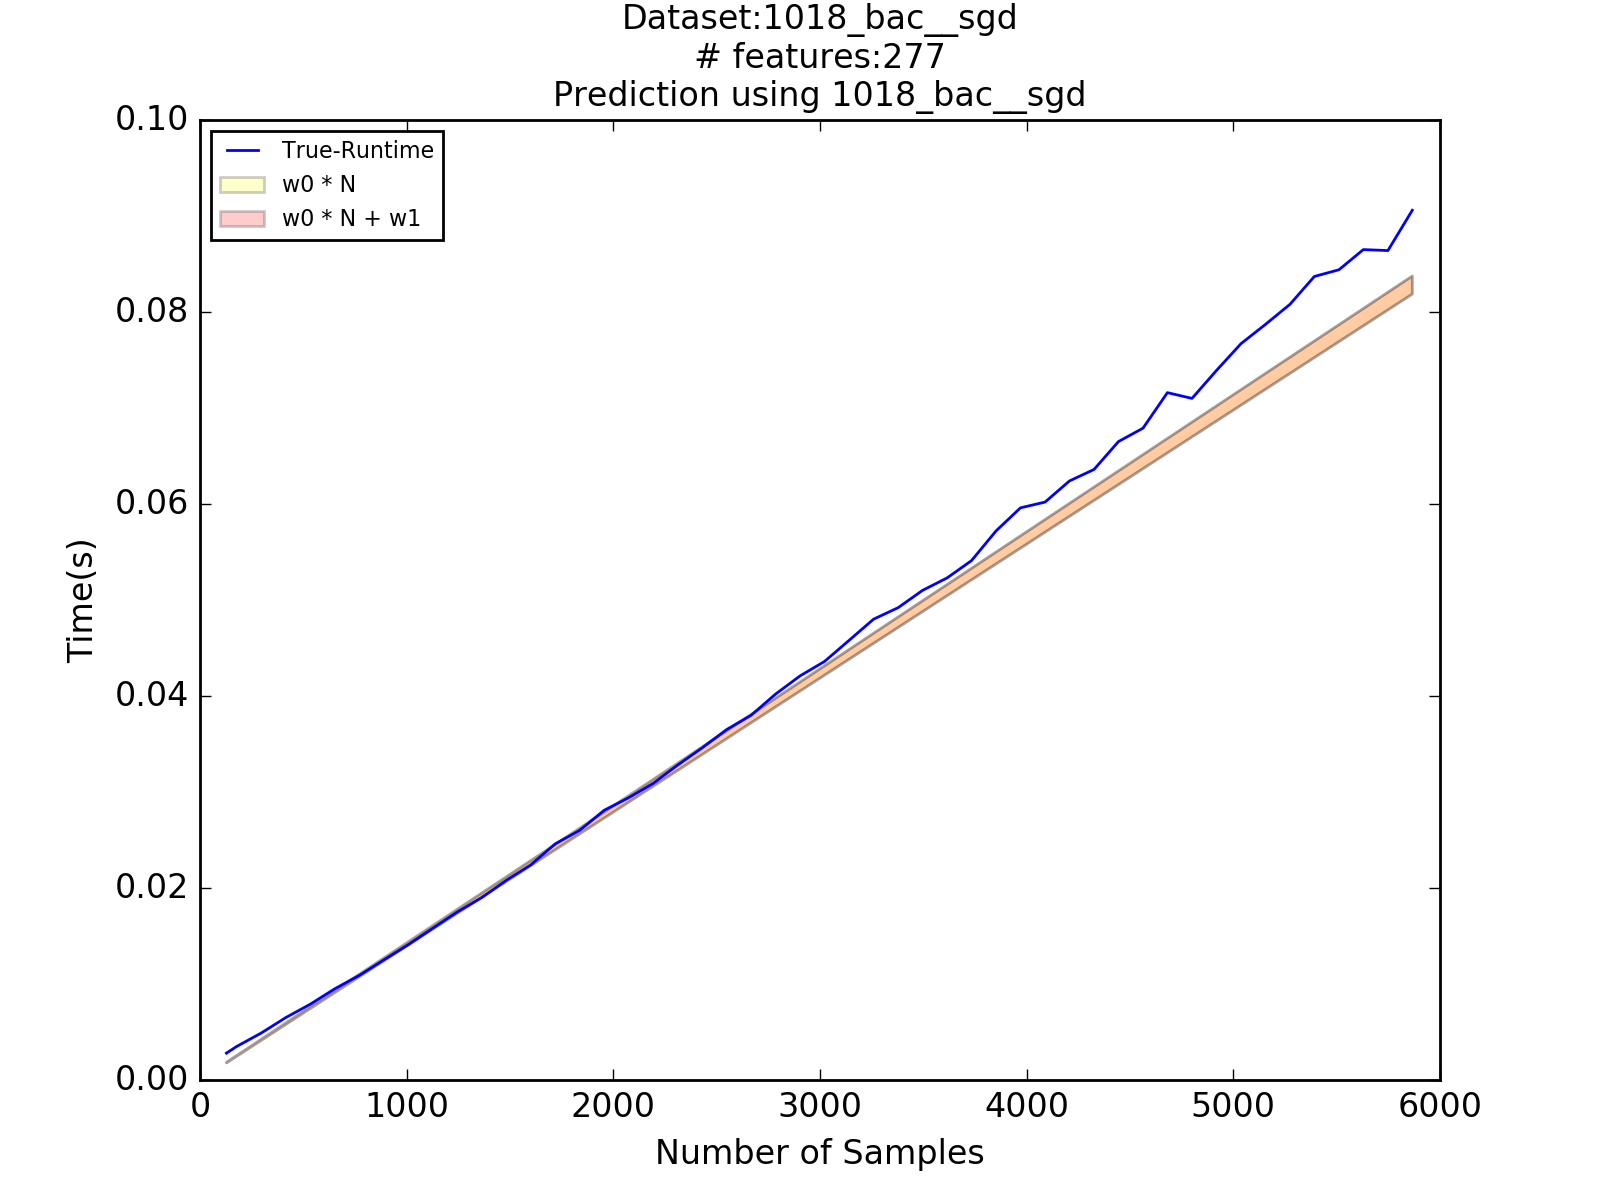 Dataset:1018_bac__sgd
# features:277
Prediction using 1018_bac__sgd
0.10
0.08
0.06
0.04
0.02
0.00
True-Runtime
w0 * N
w0 * N + w1
Time(s)
0 1000 2000 3000 4000 5000 6000
Number of Samples